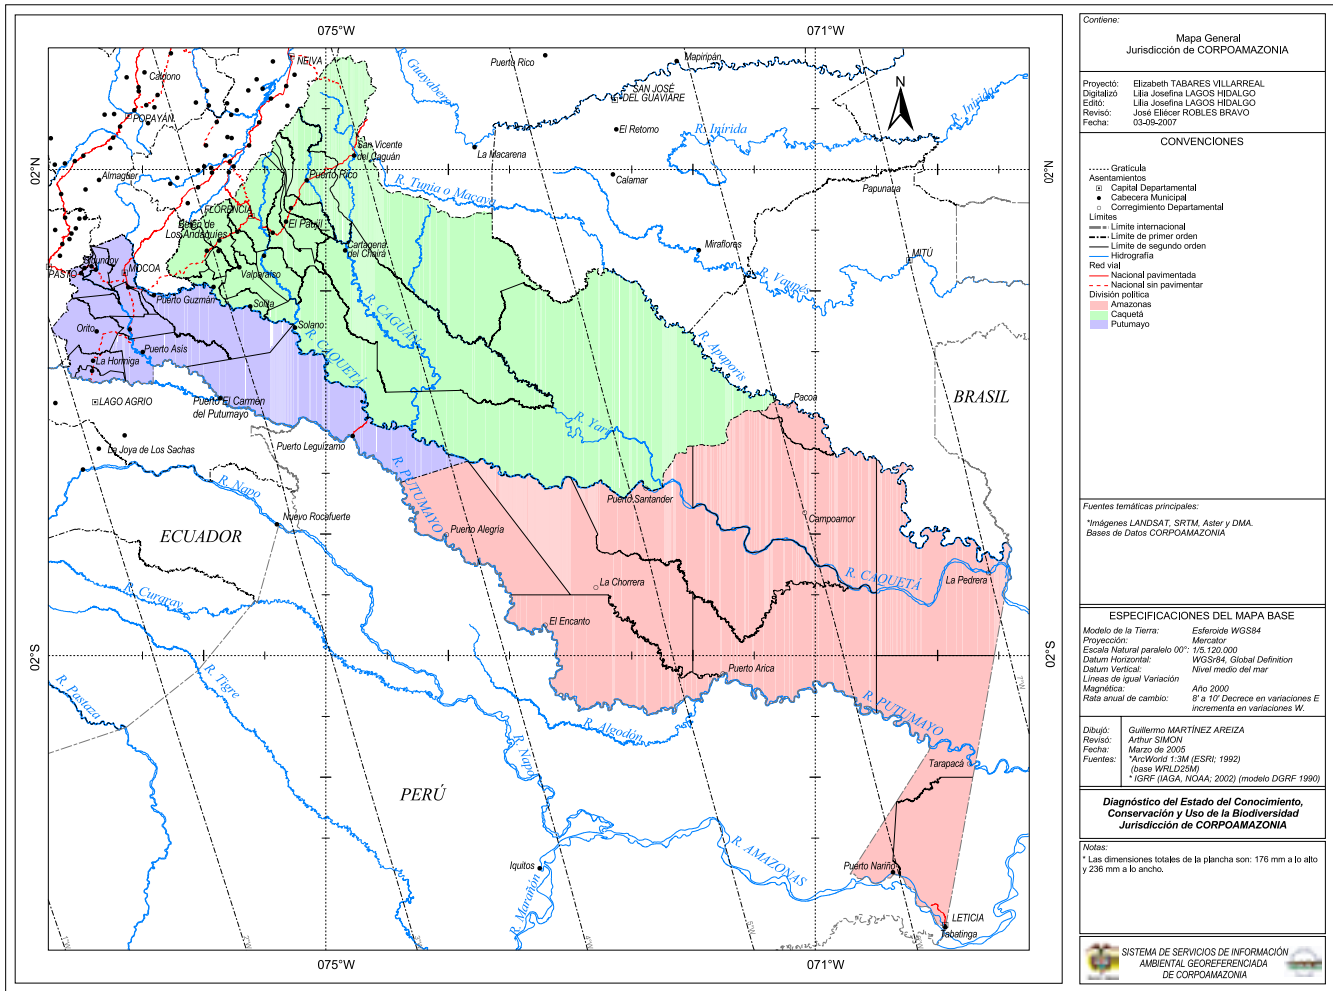 075°W
071°W
02°N
02°S
02°N
02°S
075°W
071°W
N
NEIVA
Puerto Rico
Mapiripán
R. Guayabero
SAN JOSÉ
DEL GUAVIARE
R. Inírida
R. Inírida
POPAYÁN
El Retorno
La Macarena
San Vicente
del Caguán
Almaguer
Puerto Rico
R. Tunia o Macaya
Calamar
Papunaua
FLORENCIA
El Paujil
Belén de
Los Andaquíes
Cartagena
del Chairá
Miraflores
MITÚ
R. Vaupés
PASTO
MOCOA
Valparaíso
Puerto Guzmán
Solita
R. CAGUÁN
Orito
Solano
R. CAQUETÁ
Puerto Asís
La Hormiga
R. Apaporis
LAGO AGRIO
Puerto El Carmen
del Putumayo
Pacoa
BRASIL
R. Yarí
La Joya de Los Sachas
Puerto Leguízamo
R. PUTUMAYO
R. Napo
Puerto Santander
Nuevo Rocafuerte
Campoamor
ECUADOR
Puerto Alegría
R. CAQUETÁ
La Pedrera
La Chorrera
R. Curaray
El Encanto
Puerto Arica
R. Tigre
R. Pastaza
R. PUTUMAYO
R. Algodón
R. Napo
Tarapacá
PERÚ
R. AMAZONAS
Iquitos
Puerto Nariño
R. Marañón
LETICIA
Tabatinga
Contiene:
Mapa General
Jurisdicción de CORPOAMAZONIA
Proyectó: Elizabeth TABARES VILLARREAL
Digitalizó Lilia Josefina LAGOS HIDALGO
Editó: Lilia Josefina LAGOS HIDALGO
Revisó: José Eliécer ROBLES BRAVO
Fecha: 03-09-2007
CONVENCIONES
Gratícula
Asentamientos
Capital Departamental
Cabecera Municipal
Corregimiento Departamental
Límites
Límite internacional
Límite de primer orden
Límite de segundo orden
Hidrografía
Red vial
Nacional pavimentada
Nacional sin pavimentar
División política
Amazonas
Caquetá
Putumayo
Fuentes temáticas principales:
*Imágenes LANDSAT, SRTM, Aster y DMA.
Bases de Datos CORPOAMAZONIA
ESPECIFICACIONES DEL MAPA BASE
Modelo de la Tierra: Esferoide WGS84
Proyección: Mercator
Escala Natural paralelo 00°: 1/5.120.000
Datum Horizontal: WGSr84, Global Definition
Datum Vertical: Nivel medio del mar
Líneas de igual Variación
Magnética: Año 2000
Rata anual de cambio: 8' a 10' Decrece en variaciones E
incrementa en variaciones W.
Dibujó: Guillermo MARTÍNEZ AREIZA
Revisó: Arthur SIMON
Fecha: Marzo de 2005
Fuentes: *ArcWorld 1:3M (ESRI; 1992)
(base WRLD25M)
* IGRF (IAGA, NOAA; 2002) (modelo DGRF 1990)
Diagnóstico del Estado del Conocimiento,
Conservación y Uso de la Biodiversidad
Jurisdicción de CORPOAMAZONIA
Notas:
* Las dimensiones totales de la plancha son: 176 mm a lo alto
y 236 mm a lo ancho.
SISTEMA DE SERVICIOS DE INFORMACIÓN
AMBIENTAL GEOREFERENCIADA
DE CORPOAMAZONIA